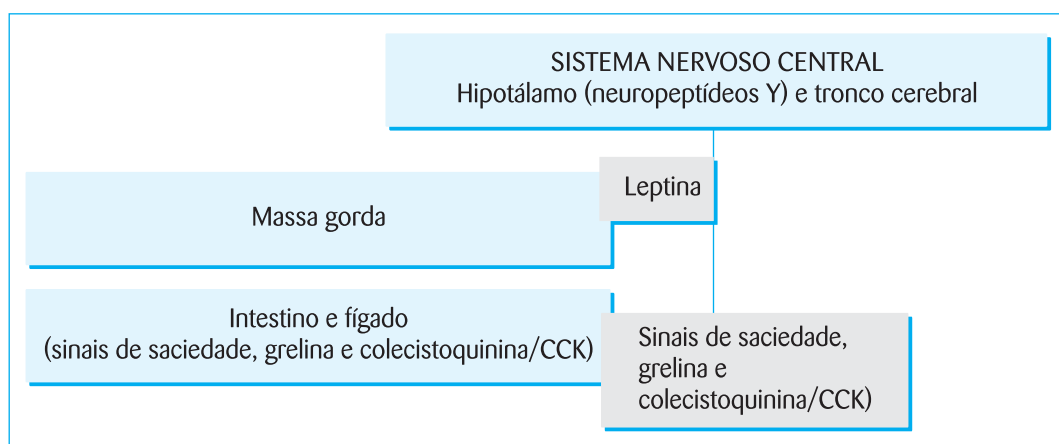 SISTEMA NERVOSO CENTRAL
Hipotálamo (neuropeptídeos Y) e tronco cerebral
Leptina
Massa gorda
Intestino e fígado
(sinais de saciedade, grelina e colecistoquinina/CCK)
Sinais de saciedade,
grelina e
colecistoquinina/CCK)